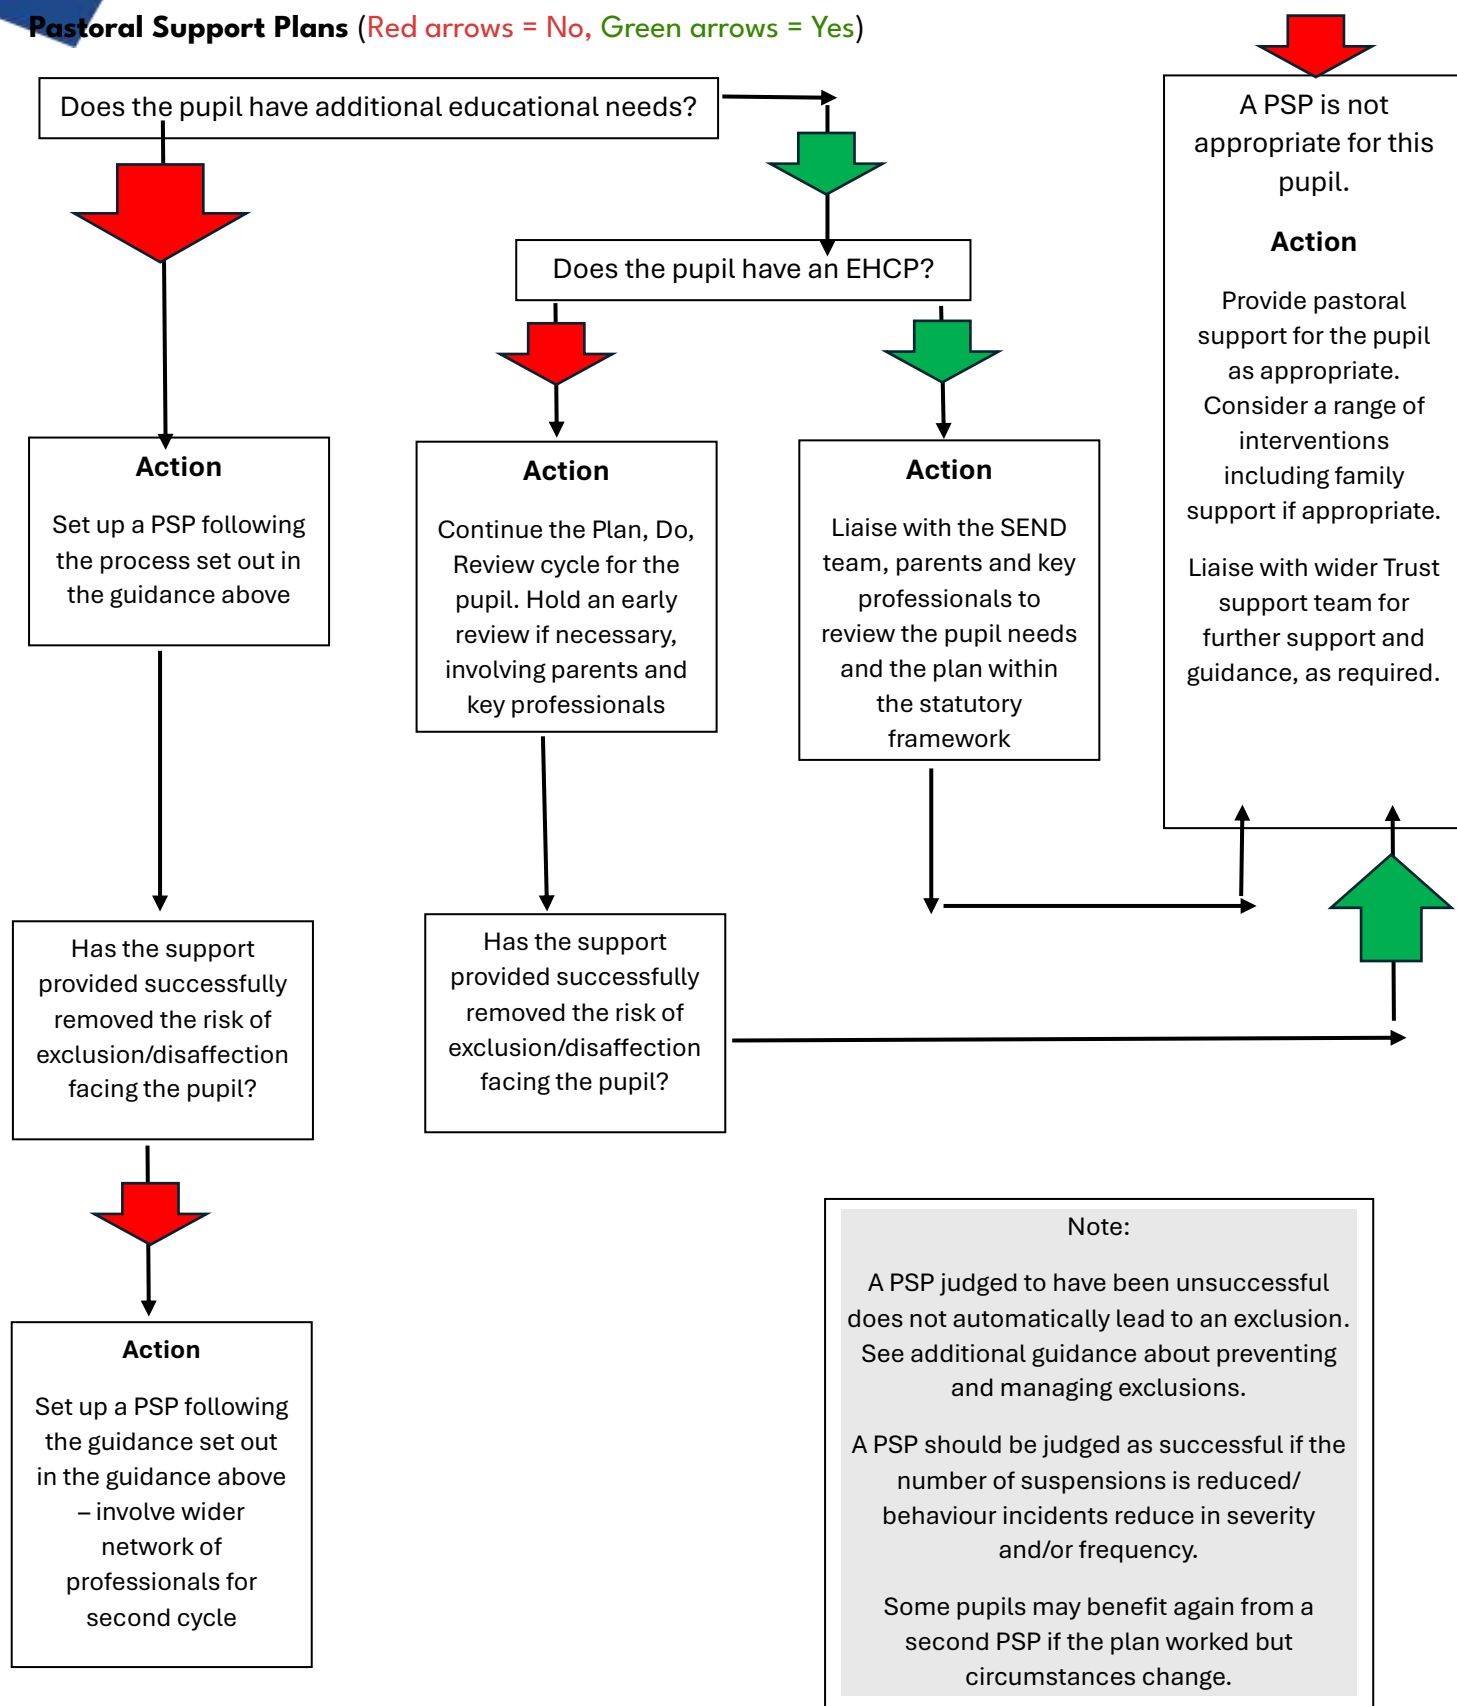 Pastoral Support Plans (Red arrows = No, Green arrows = Yes)
Does the pupil have additional educational needs?
Does the pupil have an EHCP?
A PSP is not
appropriate for this
pupil.
Action
Provide pastoral
support for the pupil
as appropriate.
Consider a range of
interventions
including family
support if appropriate.
Liaise with wider Trust
support team for
further support and
guidance, as required.
Action
Set up a PSP following
the process set out in
the guidance above
Action
Continue the Plan, Do,
Review cycle for the
pupil. Hold an early
review if necessary,
involving parents and
key professionals
Action
Liaise with the SEND
team, parents and key
professionals to
review the pupil needs
and the plan within
the statutory
framework
Has the support
provided successfully
removed the risk of
exclusion/disaffection
facing the pupil?
Has the support
provided successfully
removed the risk of
exclusion/disaffection
facing the pupil?
Action
Set up a PSP following
the guidance set out
in the guidance above
– involve wider
network of
professionals for
second cycle
Note:
A PSP judged to have been unsuccessful
does not automatically lead to an exclusion.
See additional guidance about preventing
and managing exclusions.
A PSP should be judged as successful if the
number of suspensions is reduced/
behaviour incidents reduce in severity
and/or frequency.
Some pupils may benefit again from a
second PSP if the plan worked but
circumstances change.